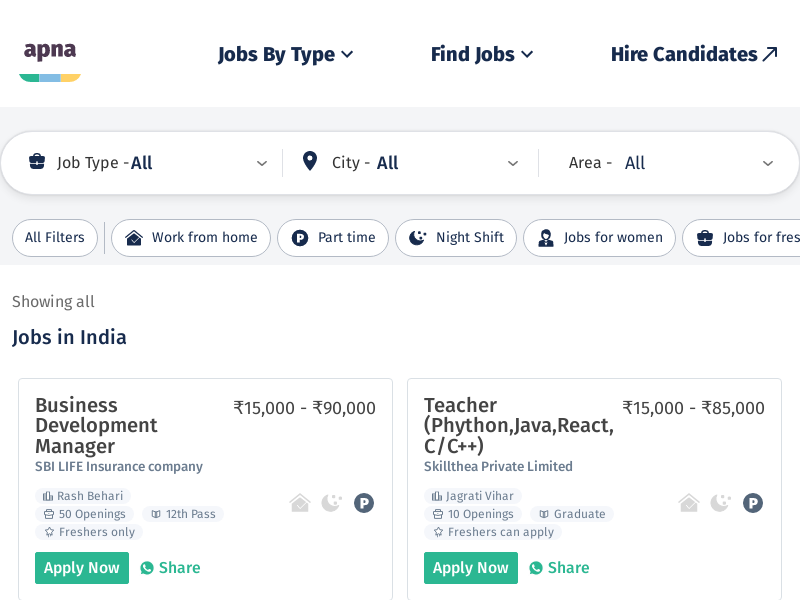 apna
Jobs By Type
Find Jobs
Hire Candidates
Job Type - All
City - All
Area - All
All Filters
Work from home
Part time
Night Shift
Jobs for women
Jobs for fres
Showing all
Jobs in India
Business
Development
Manager
₹15,000 - ₹90,000
SBI LIFE Insurance company
Rash Behari
50 Openings
12th Pass
Freshers only
Apply Now
Share
Teacher
(Phython,Java,React,
C/C++)
₹15,000 - ₹85,000
Skillthea Private Limited
Jagrati Vihar
10 Openings
Graduate
Freshers can apply
Apply Now
Share